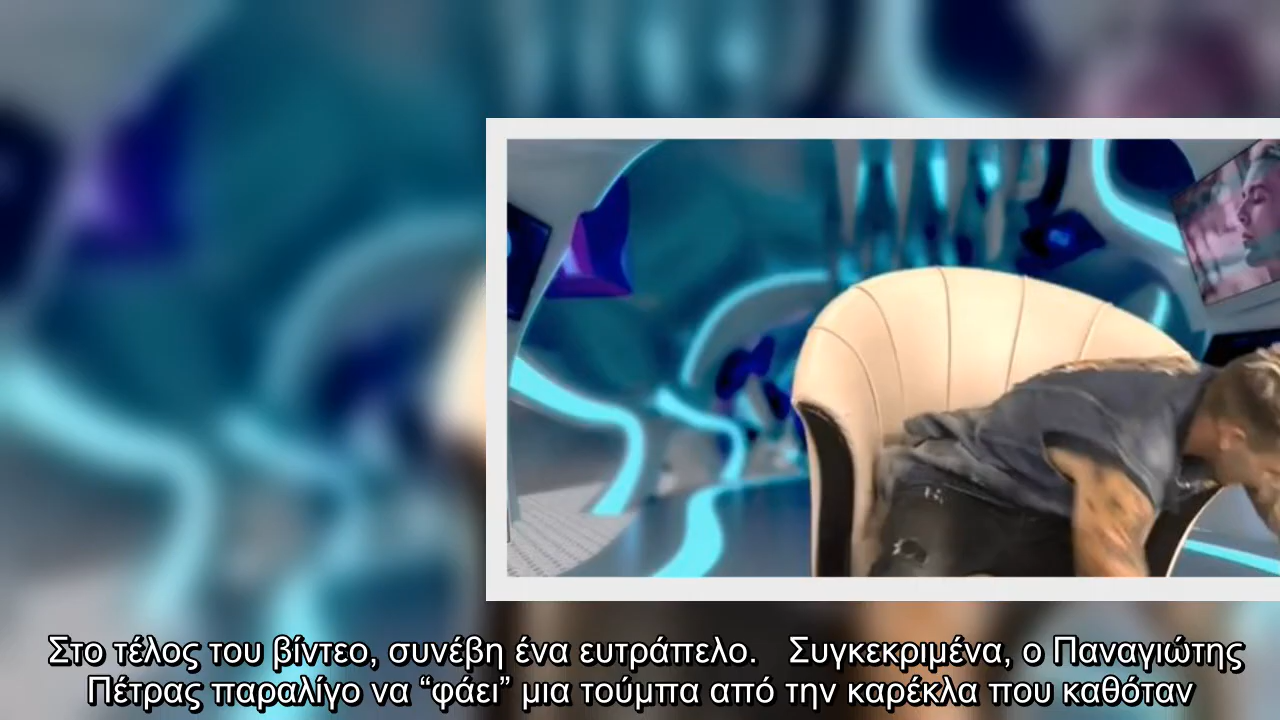 Στο τέλος του βίντεο, συνέβη ένα ευτράπελο. Συγκεκριμένα, ο Παναγιώτης
Πέτρας παραλίγο να “φάει” μια τούμπα από την καρέκλα που καθόταν